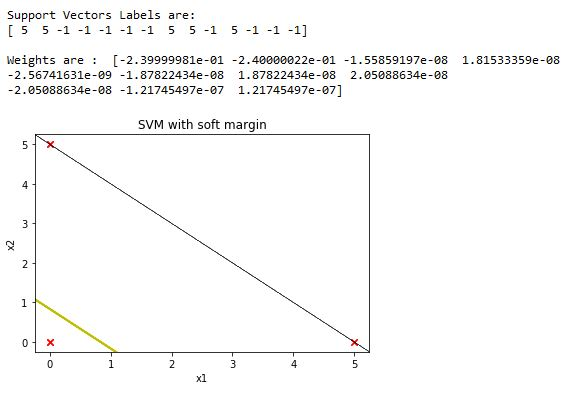 Support Vectors Labels are:
[ 5  5 -1 -1 -1 -1 -1  5  5 -1  5 -1 -1 -1]
Weights are :  [-2.39999981e-01 -2.40000022e-01 -1.55859197e-08  1.81533359e-08
-2.56741631e-09 -1.87822434e-08  1.87822434e-08  2.05088634e-08
-2.05088634e-08 -1.21745497e-07  1.21745497e-07]
SVM with soft margin
5
4
3
2
1
0
x2
0 1 2 3 4 5
x1